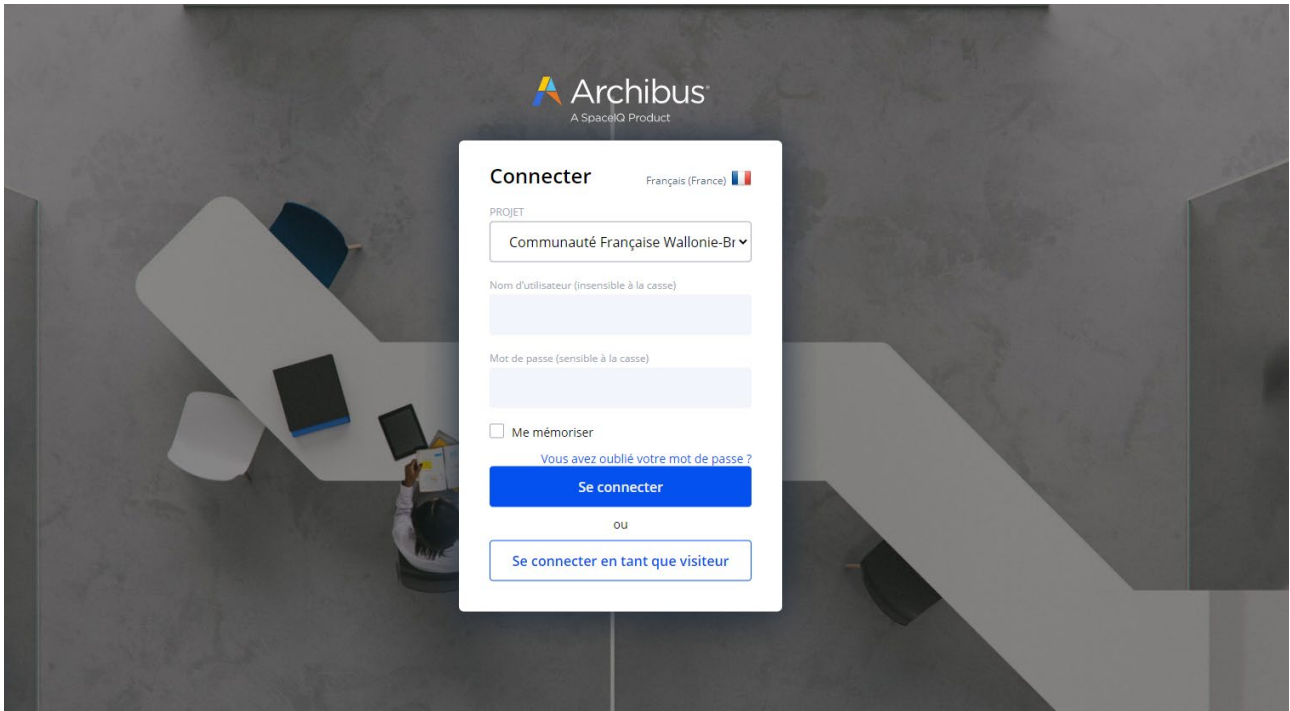 Archibus
A SpaceIQ Product
Connecter
Français (France)
PROJET
Communauté Française Wallonie-Br
Nom d'utilisateur (insensible à la casse)
Mot de passe (sensible à la casse)
Me mémoriser
Vous avez oublié votre mot de passe ?
Se connecter
ou
Se connecter en tant que visiteur